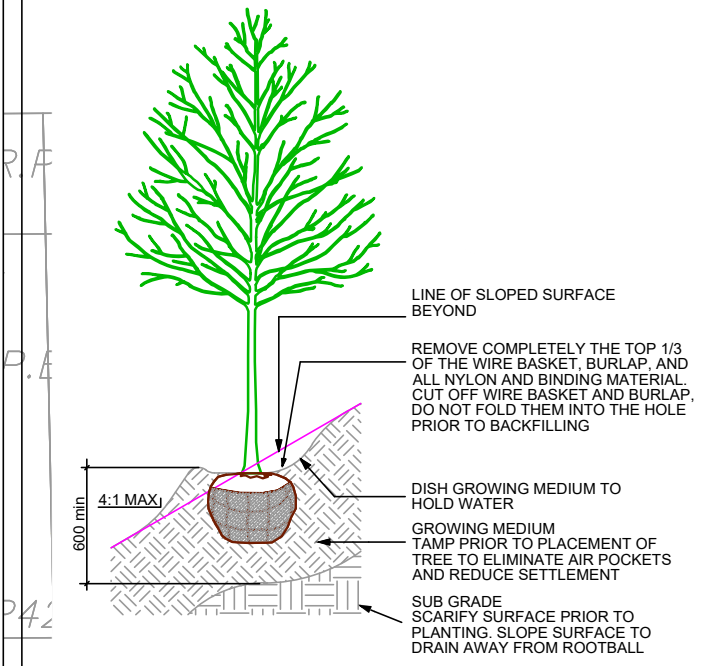 R.P
P.E
LINE OF SLOPED SURFACE
BEYOND
REMOVE COMPLETELY THE TOP 1/3
OF THE WIRE BASKET, BURLAP, AND
ALL NYLON AND BINDING MATERIAL.
CUT OFF WIRE BASKET AND BURLAP,
DO NOT FOLD THEM INTO THE HOLE
PRIOR TO BACKFILLING
4:1 MAX
600 min
DISH GROWING MEDIUM TO
HOLD WATER
GROWING MEDIUM
TAMP PRIOR TO PLACEMENT OF
TREE TO ELIMINATE AIR POCKETS
AND REDUCE SETTLEMENT
SUB GRADE
SCARIFY SURFACE PRIOR TO
PLANTING. SLOPE SURFACE TO
DRAIN AWAY FROM ROOTBALL